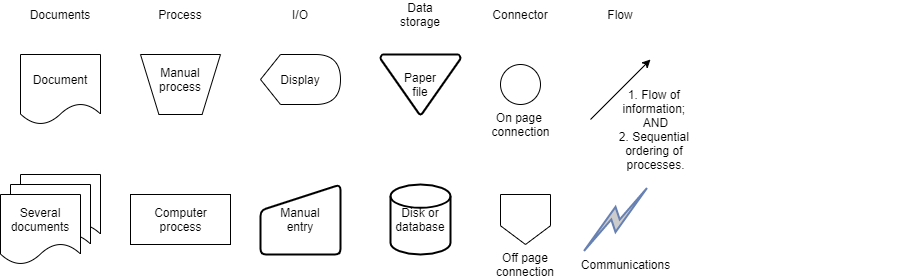 Documents
Process
I/O
Data
storage
Connector
Flow
Document
Manual
process
Display
Paper
file
On page
connection
1. Flow of
information;
AND
2. Sequential
ordering of
processes.
Several
documents
Computer
process
Manual
entry
Disk or
database
Off page
connection
Communications